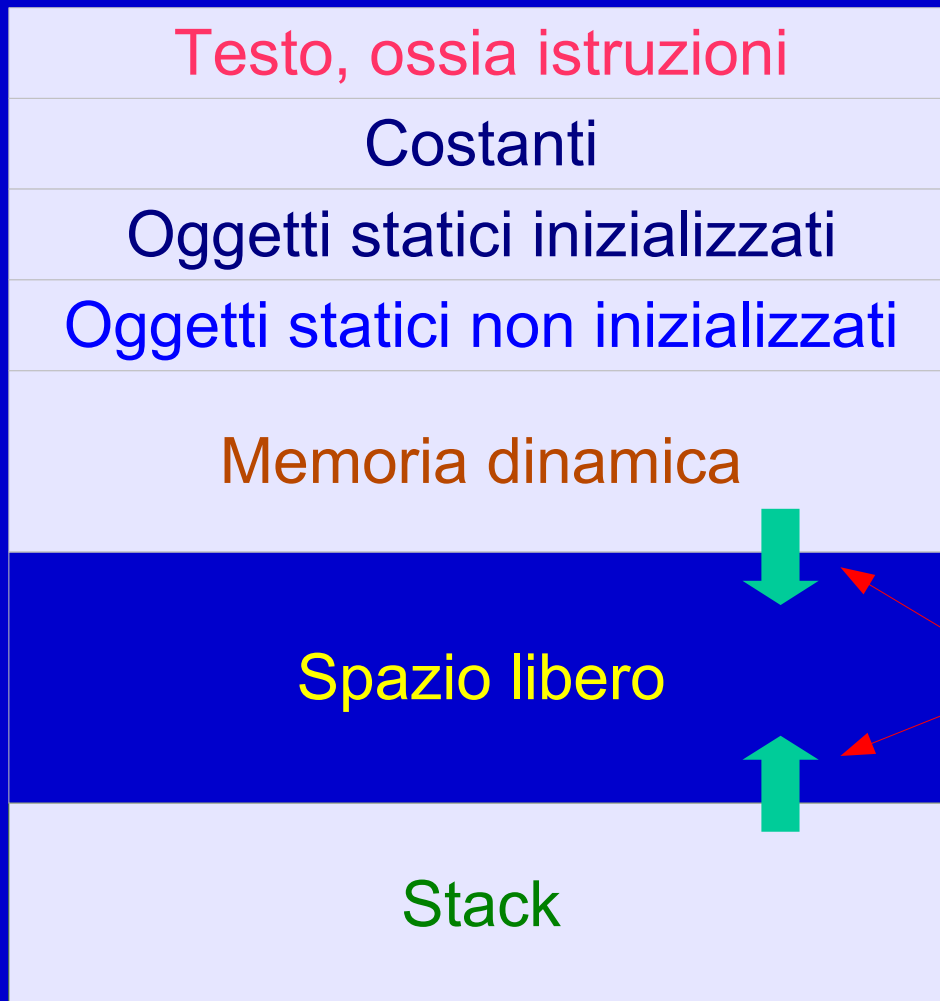 Testo, ossia istruzioni
Costanti
Oggetti statici inizializzati
Oggetti statici non inizializzati
Memoria dinamica
Spazio libero
Stack